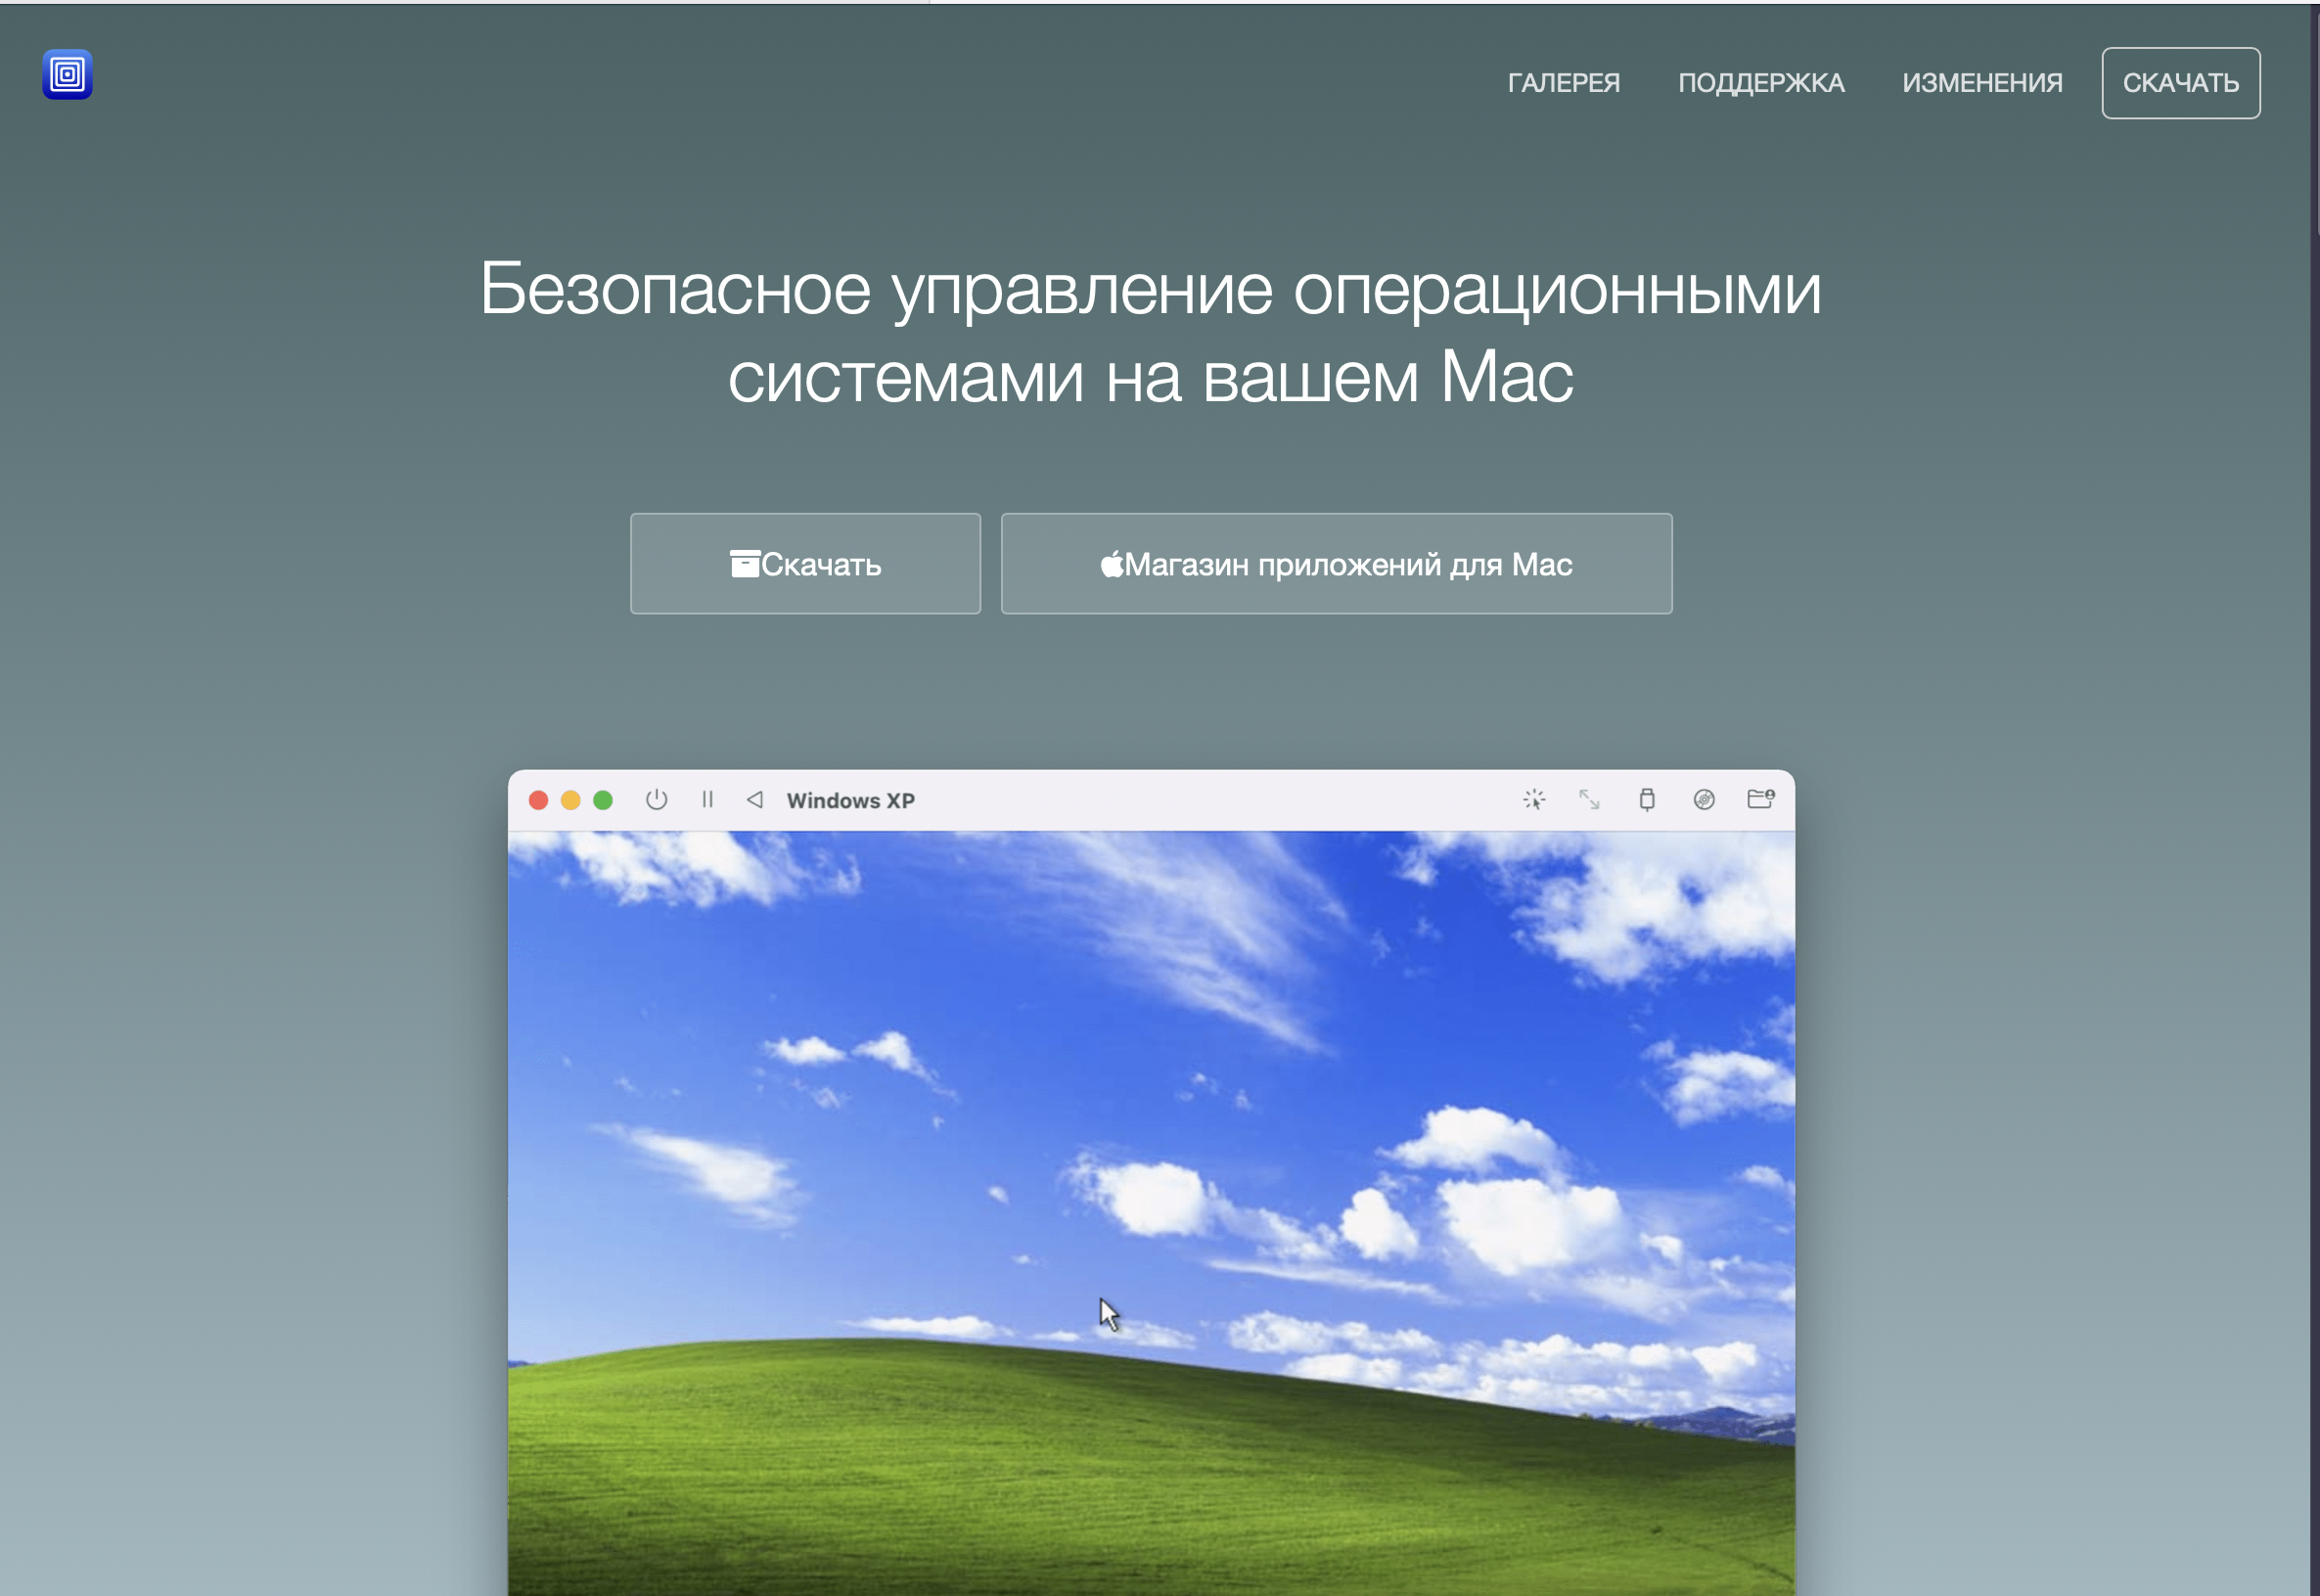 ГАЛЕРЕЯ ПОДДЕРЖКА ИЗМЕНЕНИЯ СКАЧАТЬ
Безопасное управление операционными
системами на вашем Mac
Скачать Магазин приложений для Mac
Windows XP